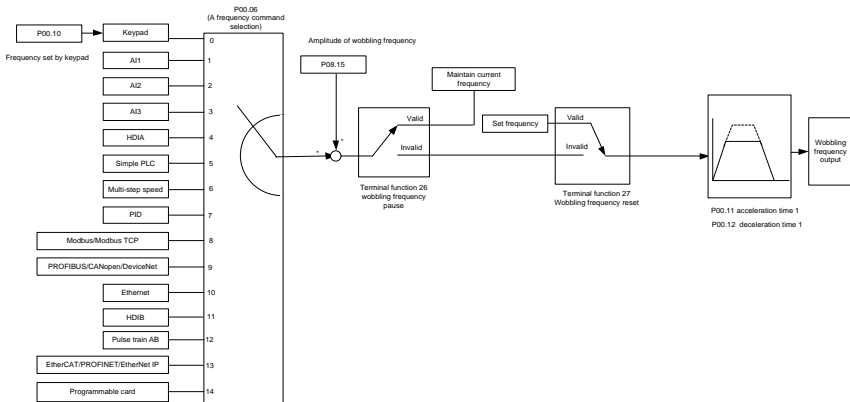 P00.06
(A frequency command
selection)
P00.10
Frequency set by keypad
Keypad
0
AI1
1
AI2
2
AI3
3
HDIA
4
Simple PLC
5
Multi-step speed
6
PID
7
Modbus/Modbus TCP
8
PROFIBUS/CANopen/DeviceNet
9
Ethernet
10
HDIB
11
Pulse train AB
12
EtherCAT/PROFINET/EtherNet IP
13
Programmable card
14
Amplitude of wobbling frequency
P08.15
*
*
Maintain current
frequency
Valid
Invalid
Terminal function 26
wobbling frequency
pause
Set frequency
Valid
Invalid
Terminal function 27
Wobbling frequency reset
P00.11 acceleration time 1
P00.12 deceleration time 1
Wobbling
frequency
output